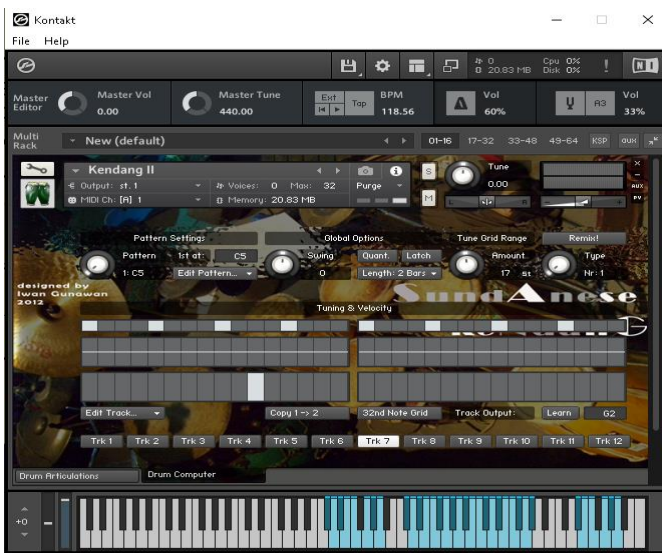 Kontakt
File Help
0
20.83 MB
Cpu 0%
Disk 0%
!
NI
Master Editor
Master Vol
0.00
Master Tune
440.00
Ext
Tap
BPM
118.56
Vol
60%
A3
Vol
33%
Multi Rack
New (default)
01-16 17-32 33-48 49-64 KSP aux
Kendang II
i
S
Tune
0.00
Output: st.1
Voices: 0 Max: 32
Purge
AUX
MIDI Ch: [A] 1
Memory: 20.83 MB
M
L
R
PV
Pattern Settings
Global Options
Tune Grid Range
Remix!
Pattern
1st at: C5
Swing
Quant. Latch
Amount
Type
1: C5
Edit Pattern...
0
Length: 2 Bars
17 st
Nr: 1
designed by
Iwan Gunawan
2012
SundAnese
KendanG
Tuning & Velocity
Edit Track...
Copy 1 -> 2
32nd Note Grid
Track Output:
Learn
G2
Trk 1 Trk 2 Trk 3 Trk 4 Trk 5 Trk 6 Trk 7 Trk 8 Trk 9 Trk 10 Trk 11 Trk 12
Drum Articulations
Drum Computer
+0